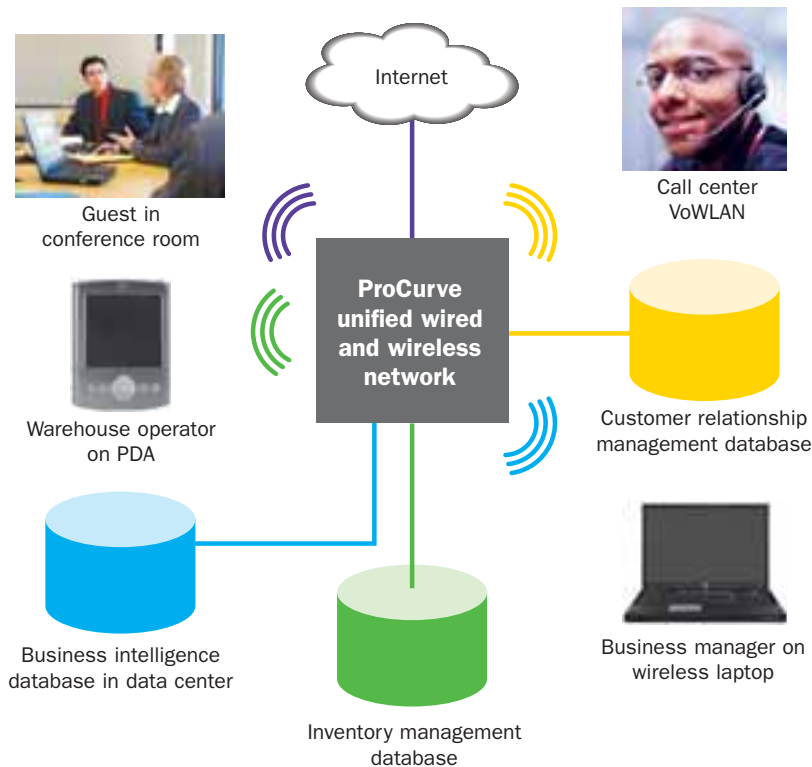 Internet
Guest in
conference room
Call center
VoWLAN
ProCurve
unified wired
and wireless
network
Warehouse operator
on PDA
Customer relationship
management database
Business intelligence
database in data center
Business manager on
wireless laptop
Inventory management
database